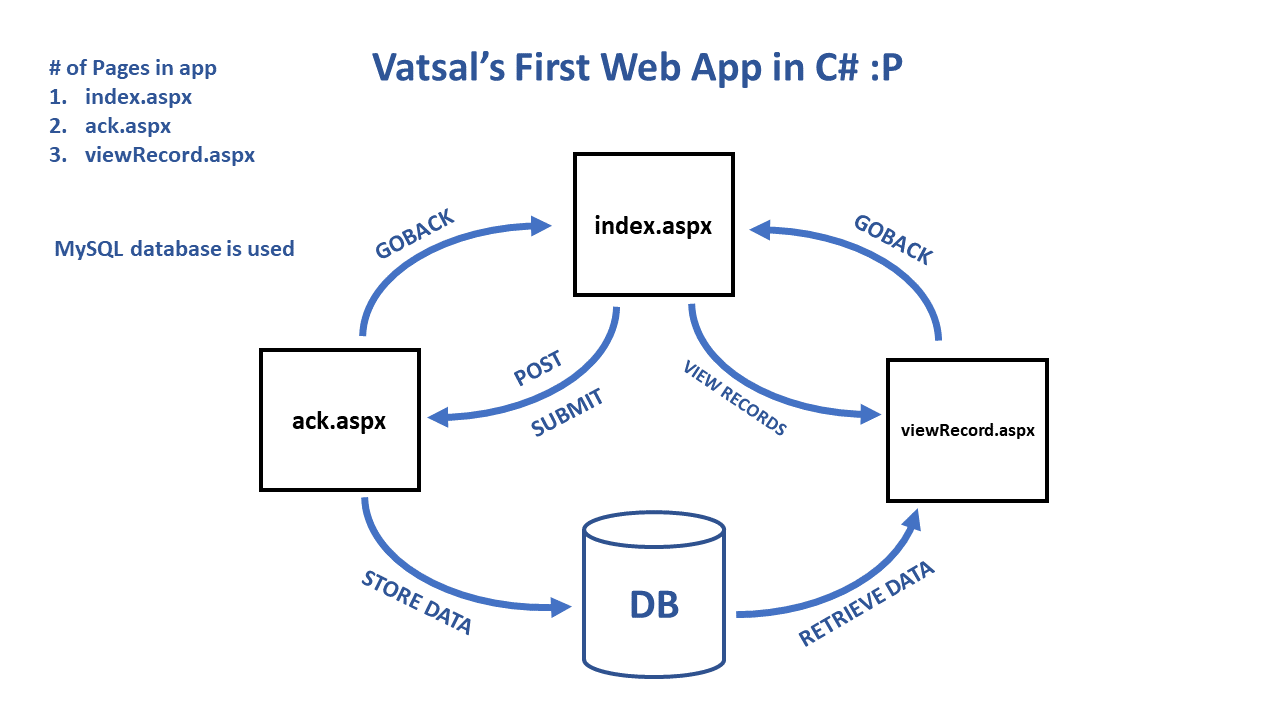 Vatsal’s First Web App in C# :P
# of Pages in app
1. index.aspx
2. ack.aspx
3. viewRecord.aspx
MySQL database is used
index.aspx
GOBACK
GOBACK
POST
SUBMIT
VIEW RECORDS
ack.aspx
viewRecord.aspx
STORE DATA
DB
RETRIEVE DATA